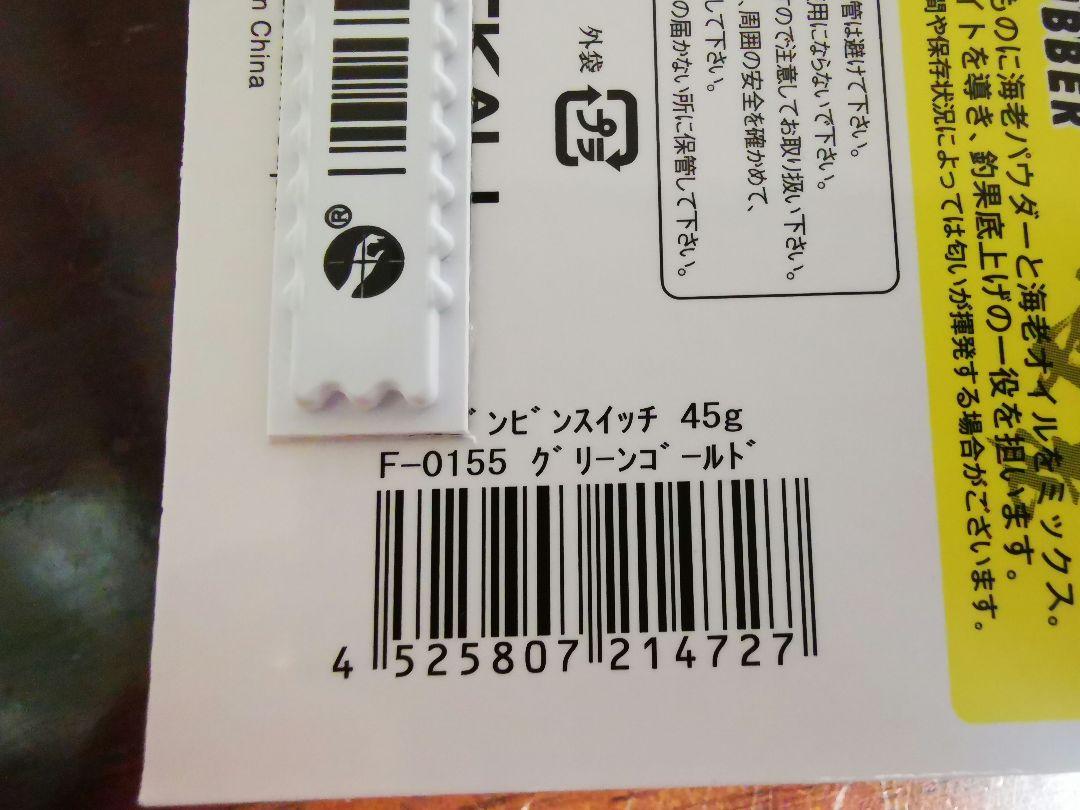 ﾝﾋﾞﾝスイッチ 45g
F-0155 ｸﾞﾘｰﾝｺﾞｰﾙﾄﾞ
4 525807 214727
ものに海老パウダーと海老オイルをミックス。
イトを導き、釣果底上げの一役を担います。
間や保存状況によっては匂いが揮発する場合がございます。
管は避けて下さい。
用にならないで下さい。
ので注意してお取り扱い下さい。
、周囲の安全を確かめて、
して下さい。
の届かない所に保管して下さい。
外袋
プラ
n China
®
BBER